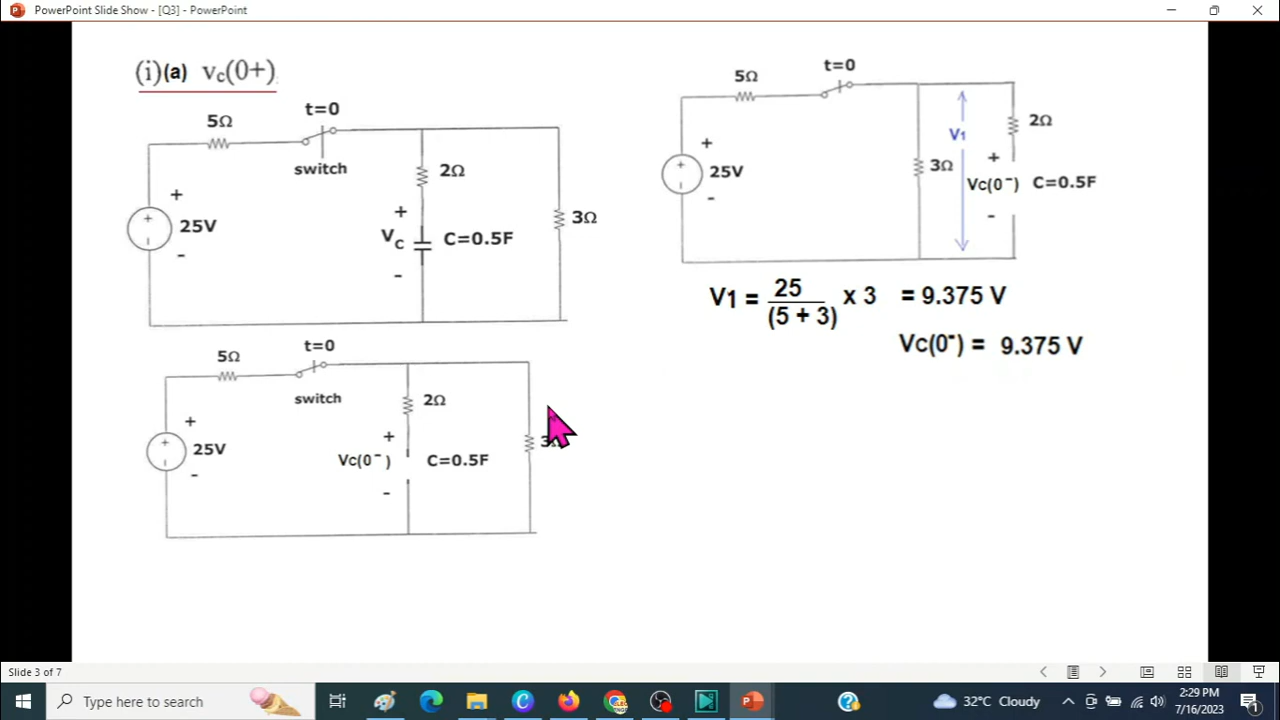 PowerPoint Slide Show - [Q3] - PowerPoint
(i)(a) vc(0+)
t=0
5Ω
switch
2Ω
+
25V
-
+
Vc
-
C=0.5F
3Ω
t=0
5Ω
switch
2Ω
+
25V
-
+
Vc(0⁻)
-
C=0.5F
t=0
5Ω
+
25V
-
V1
3Ω
2Ω
+
Vc(0⁻)
-
C=0.5F
V1 = 25/(5 + 3) x 3 = 9.375 V
Vc(0⁻) = 9.375 V
Slide 3 of 7
Type here to search
32°C Cloudy
2:29 PM
7/16/2023
1